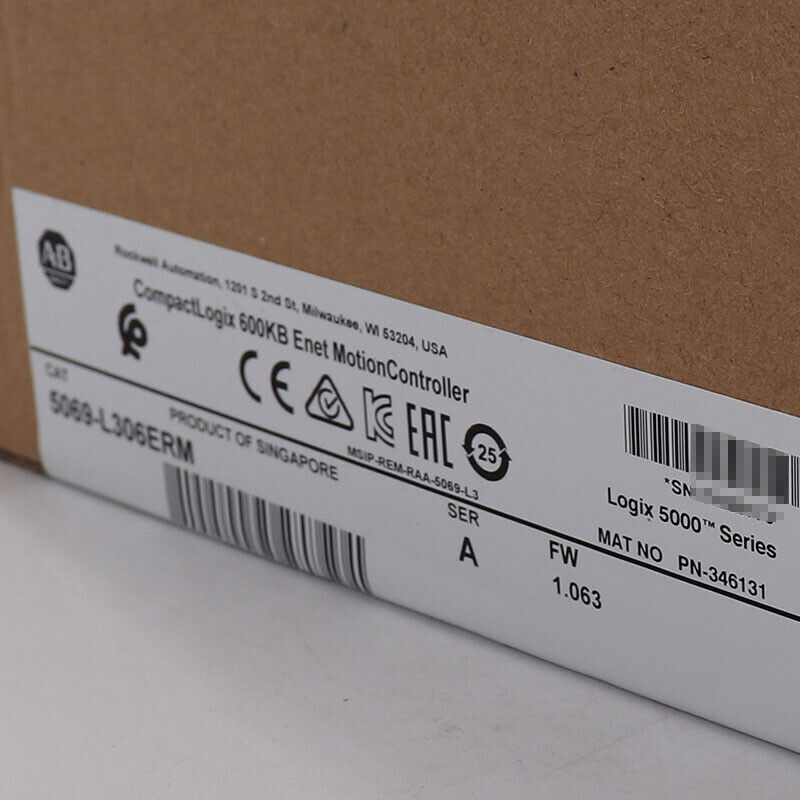 AB
Rockwell Automation, 1201 S 2nd St, Milwaukee, WI 53204, USA
CompactLogix 600KB Enet MotionController
CE
EAC
25
MSIP-REM-RAA-5069-L3
*SN
Logix 5000™ Series
CAT
5069-L306ERM
PRODUCT OF SINGAPORE
SER
A
FW
1.063
MAT NO PN-346131